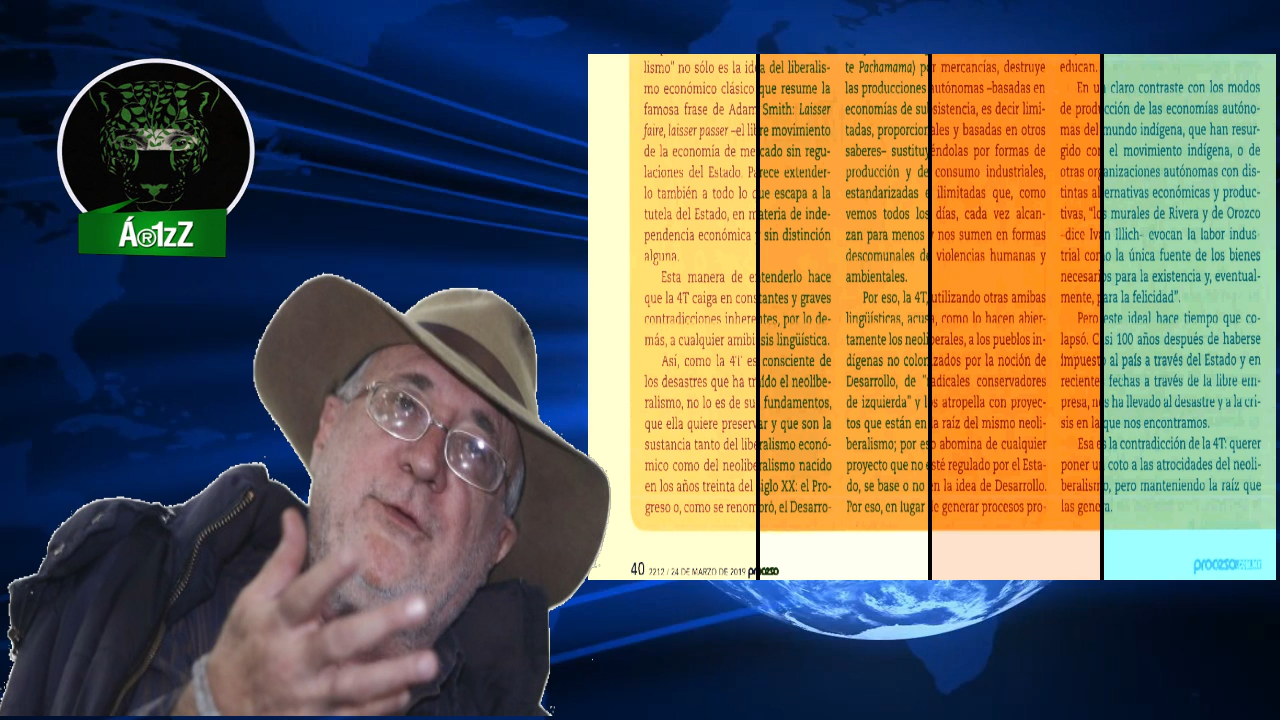 Á®1zZ
lismo" no sólo es la idea del liberalis-
mo económico clásico que resume la
famosa frase de Adam Smith: Laisser
faire, laisser passer –el libre movimiento
de la economía de mercado sin regu-
laciones del Estado. Parece extender-
lo también a todo lo que escapa a la
tutela del Estado, en materia de inde-
pendencia económica y sin distinción
alguna.
Esta manera de entenderlo hace
que la 4T caiga en constantes y graves
contradicciones inherentes, por lo de-
más, a cualquier amibisis lingüística.
Así, como la 4T es consciente de
los desastres que ha traído el neolibe-
ralismo, no lo es de sus fundamentos,
que ella quiere preservar y que son la
sustancia tanto del liberalismo econó-
mico como del neoliberalismo nacido
en los años treinta del siglo XX: el Pro-
greso o, como se renombró, el Desarro-
te Pachamama) por mercancías, destruye
las producciones autónomas –basadas en
economías de subsistencia, es decir limi-
tadas, proporcionales y basadas en otros
saberes– sustituyéndolas por formas de
producción y de consumo industriales,
estandarizadas e ilimitadas que, como
vemos todos los días, cada vez alcan-
zan para menos y nos sumen en formas
descomunales de violencias humanas y
ambientales.
Por eso, la 4T, utilizando otras amibas
lingüísticas, acusa, como lo hacen abier-
tamente los neoliberales, a los pueblos in-
dígenas no colonizados por la noción de
Desarrollo, de "radicales conservadores
de izquierda" y los atropella con proyec-
tos que están en la raíz del mismo neoli-
beralismo; por eso abomina de cualquier
proyecto que no esté regulado por el Esta-
do, se base o no en la idea de Desarrollo.
Por eso, en lugar de generar procesos pro-
educan.
En un claro contraste con los modos
de producción de las economías autóno-
mas del mundo indígena, que han resur-
gido con el movimiento indígena, o de
otras organizaciones autónomas con dis-
tintas alternativas económicas y produc-
tivas, "los murales de Rivera y de Orozco
–dice Ivan Illich– evocan la labor indus
trial como la única fuente de los bienes
necesarios para la existencia y, eventual-
mente, para la felicidad".
Pero este ideal hace tiempo que co-
lapsó. Casi 100 años después de haberse
impuesto al país a través del Estado y en
reciente fechas a través de la libre em-
presa, nos ha llevado al desastre y a la cri-
sis en la que nos encontramos.
Esa es la contradicción de la 4T: querer
poner un coto a las atrocidades del neoli-
beralismo, pero manteniendo la raíz que
las genera.
40 2212 / 24 DE MARZO DE 2019 proceso
proceso.COM.MX